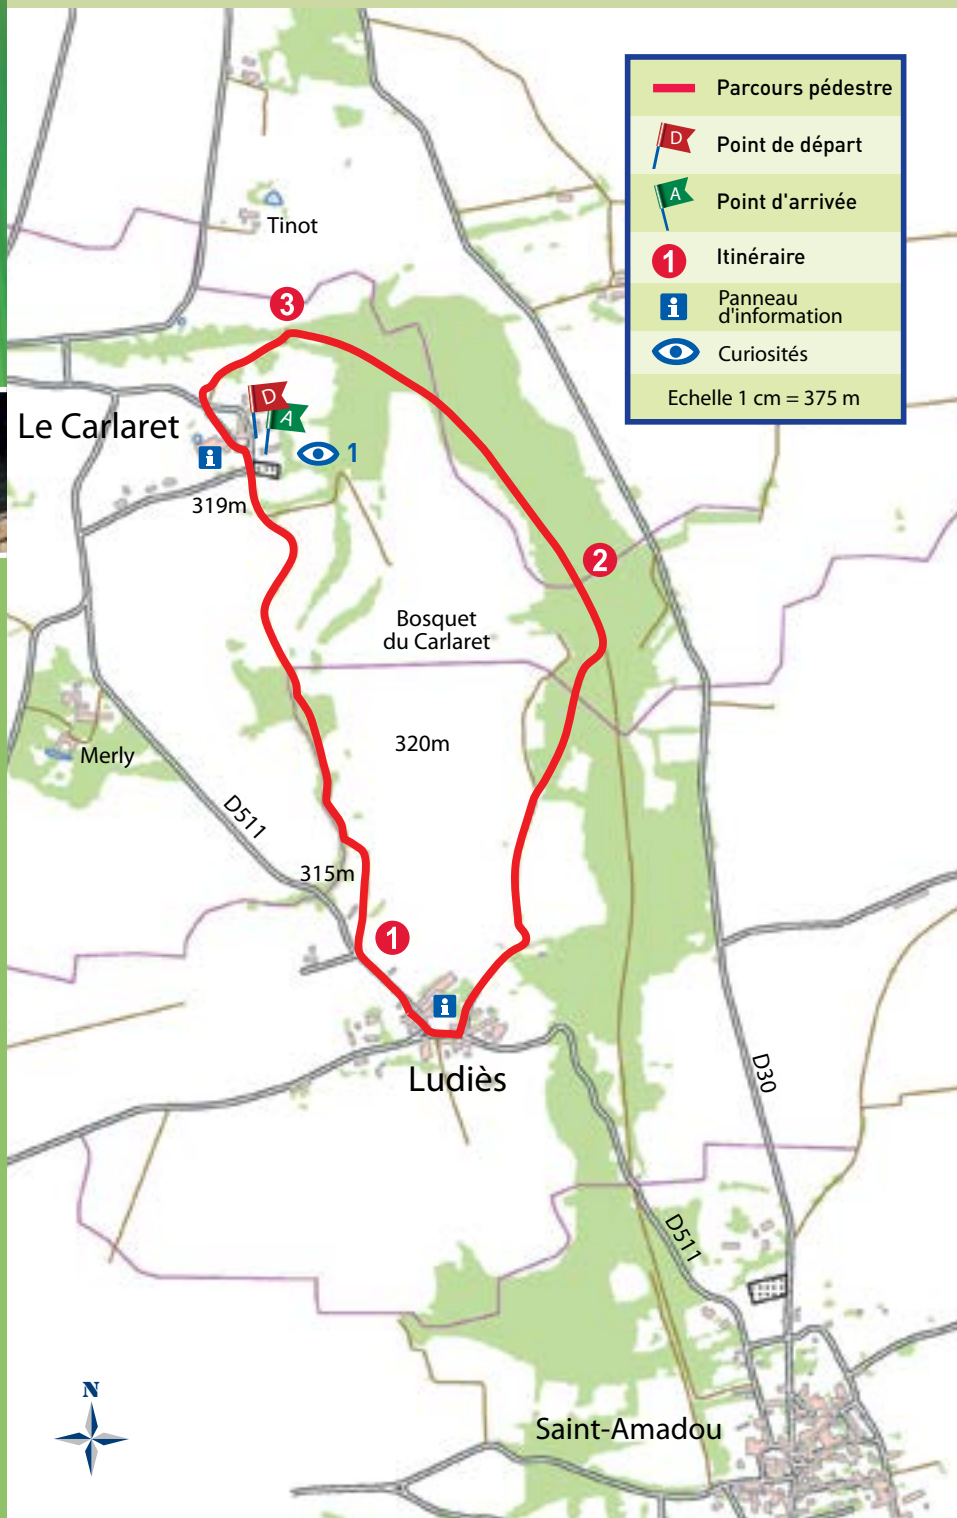 Parcours pédestre
D
Point de départ
A
Point d'arrivée
1
Itinéraire
i
Panneau
d'information
Curiosités
Echelle 1 cm = 375 m
Tinot
3
D
A
Le Carlaret
i
1
319m
2
Bosquet
du Carlaret
320m
Merly
D511
315m
1
i
Ludiès
D30
D511
N
Saint-Amadou